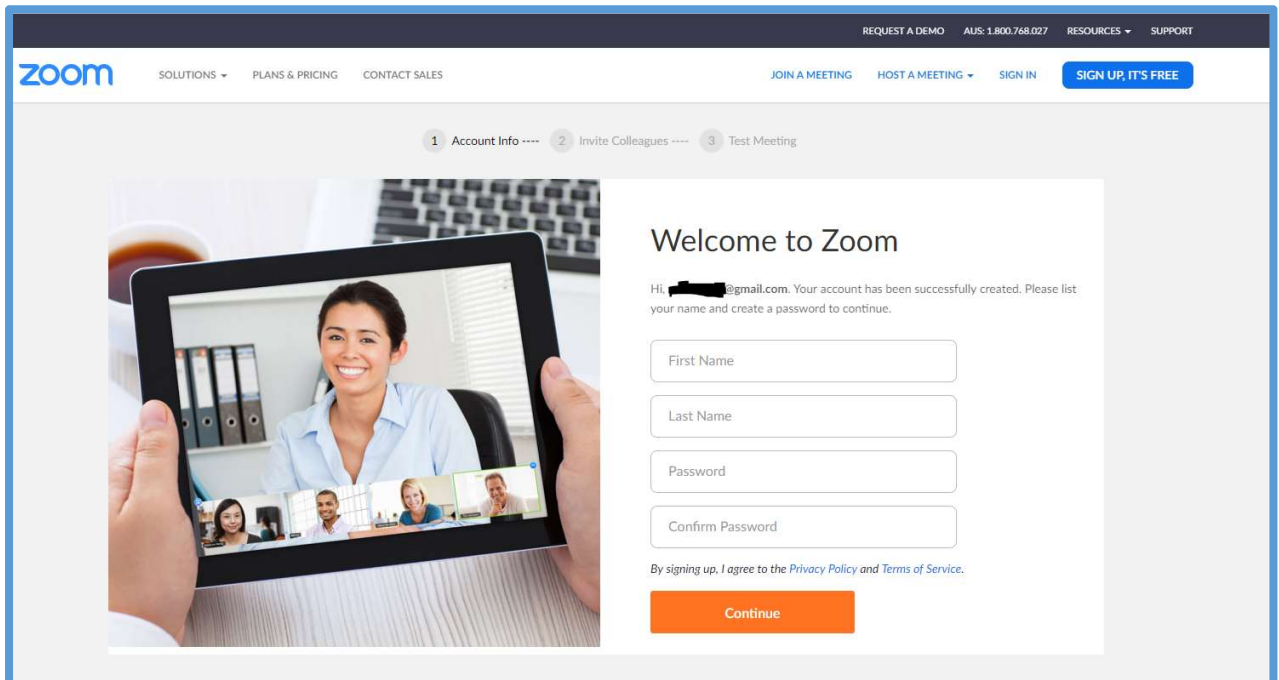 REQUEST A DEMO AUS: 1.800.768.027 RESOURCES SUPPORT
zoom SOLUTIONS PLANS & PRICING CONTACT SALES JOIN A MEETING HOST A MEETING SIGN IN SIGN UP, IT'S FREE
1 Account Info ---- 2 Invite Colleagues ---- 3 Test Meeting
Welcome to Zoom
Hi, @gmail.com. Your account has been successfully created. Please list
your name and create a password to continue.
First Name
Last Name
Password
Confirm Password
By signing up, I agree to the Privacy Policy and Terms of Service.
Continue